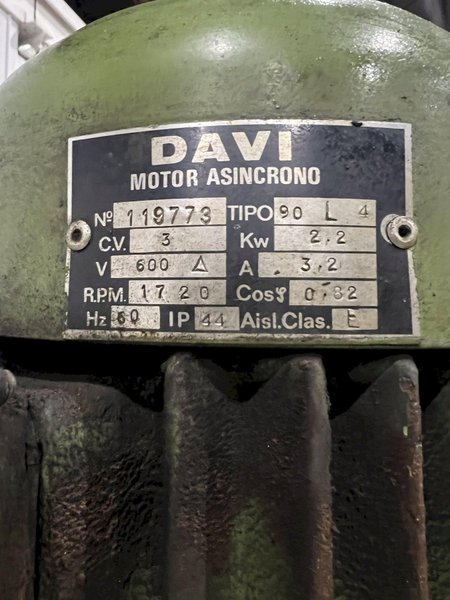 DAVI
MOTOR ASINCRONO
Nº 119773 TIPO 90 L 4
C.V. 3 Kw 2.2
V 600 Δ A 3,2
R.P.M. 1720 Cosφ 0.82
Hz 60 IP 44 Aisl.Clas. E